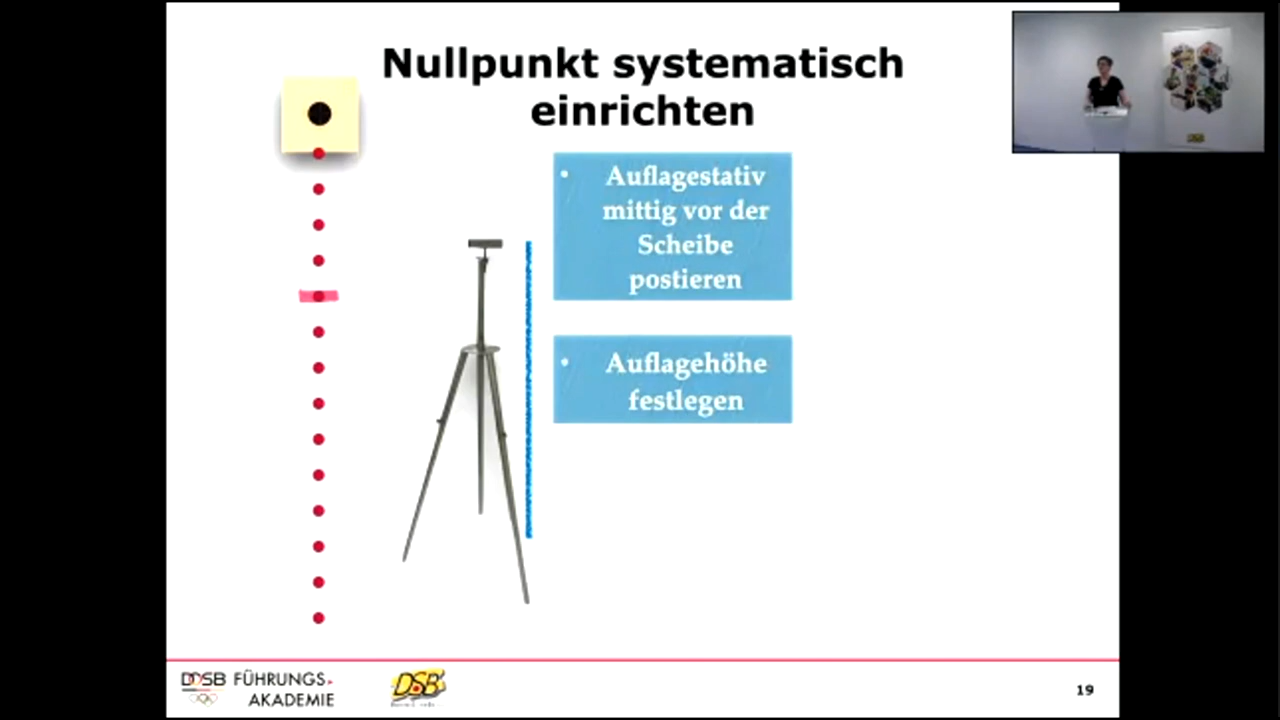 Nullpunkt systematisch
einrichten
• Auflagestativ
mittig vor der
Scheibe
postieren
• Auflagehöhe
festlegen
DOSB FÜHRUNGS-
AKADEMIE
DSB
19